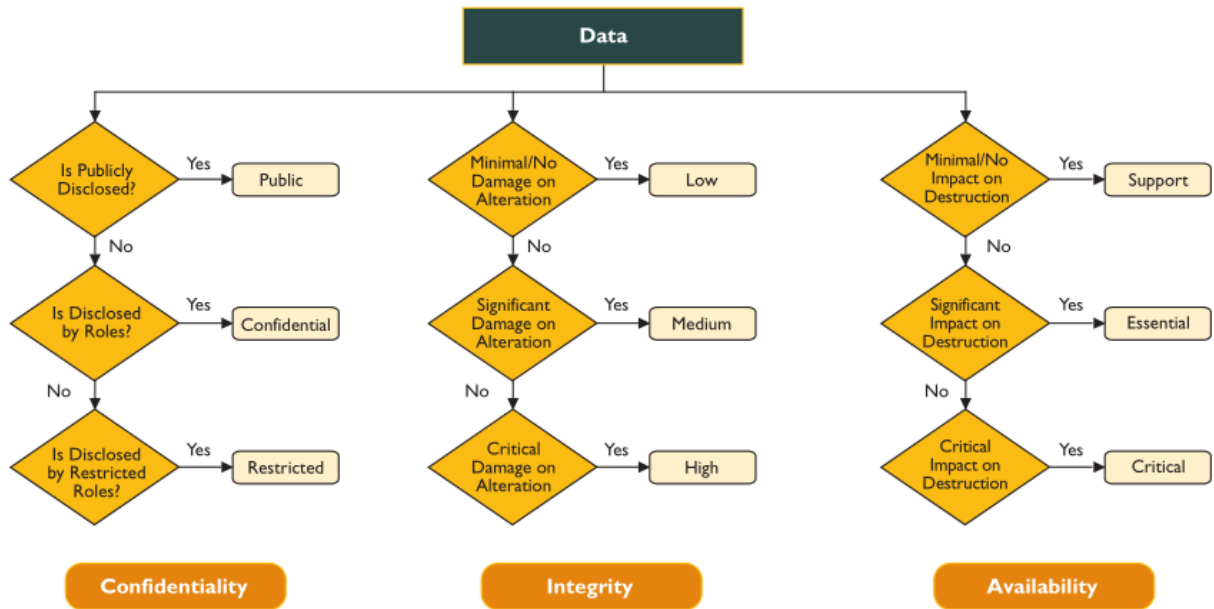 Data
Is Publicly
Disclosed?
Yes
Public
No
Is Disclosed
by Roles?
Yes
Confidential
No
Is Disclosed
by Restricted
Roles?
Yes
Restricted
Confidentiality
Minimal/No
Damage on
Alteration
Yes
Low
No
Significant
Damage on
Alteration
Yes
Medium
No
Critical
Damage on
Alteration
Yes
High
Integrity
Minimal/No
Impact on
Destruction
Yes
Support
No
Significant
Impact on
Destruction
Yes
Essential
No
Critical
Impact on
Destruction
Yes
Critical
Availability